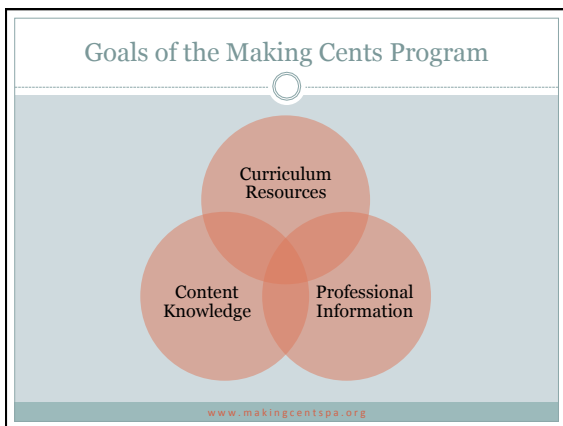 Goals of the Making Cents Program
Curriculum
Resources
Content
Knowledge
Professional
Information
www.makingcentspa.org